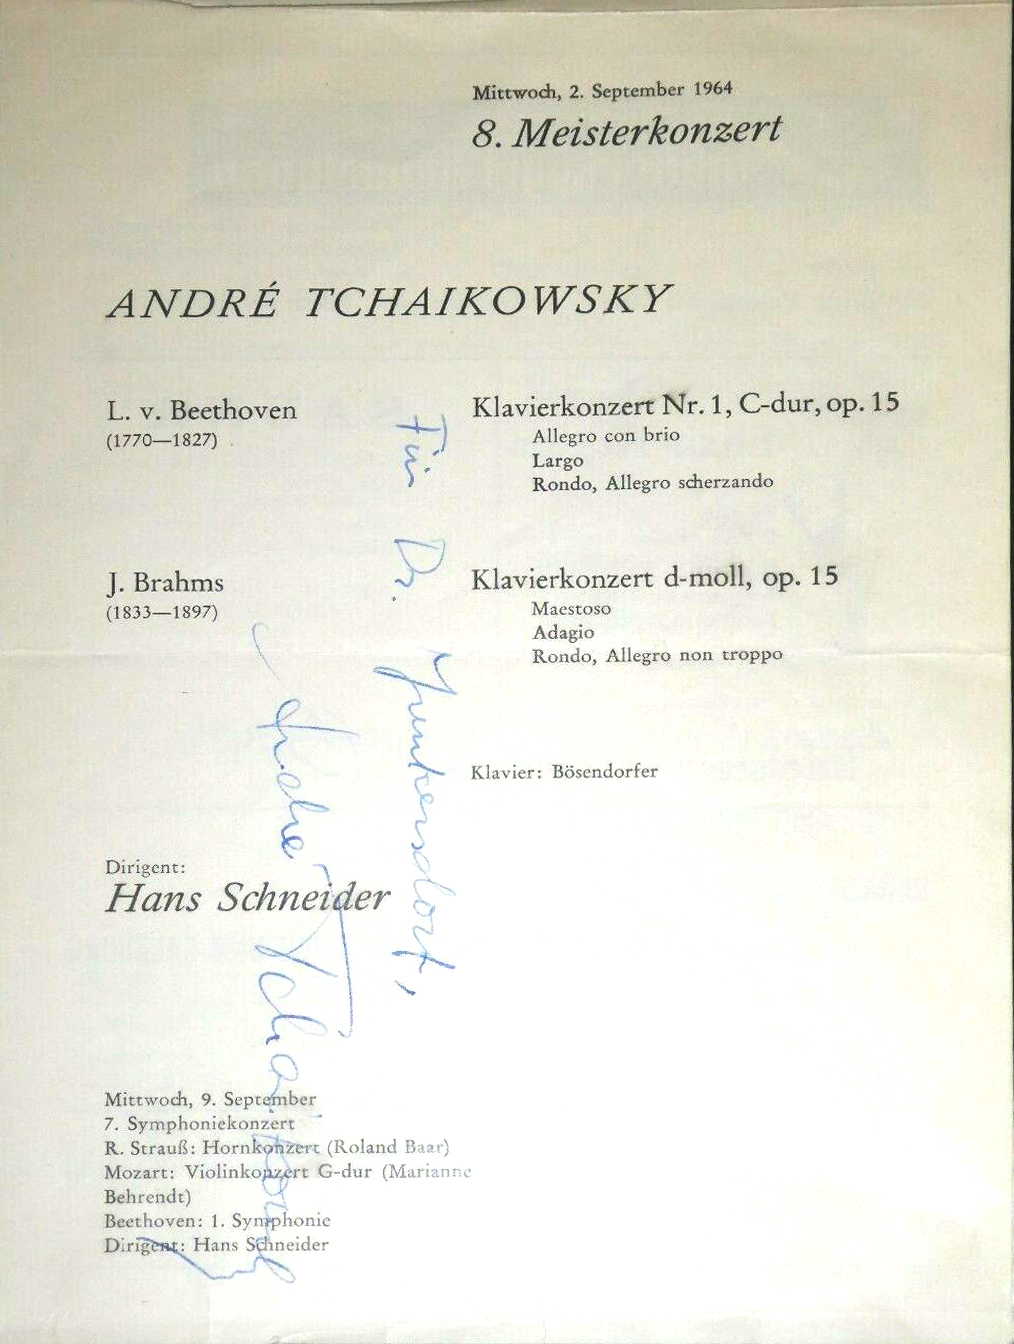 Mittwoch, 2. September 1964
8. Meisterkonzert
ANDRÉ TCHAIKOWSKY
L. v. Beethoven
(1770—1827)
Klavierkonzert Nr. 1, C-dur, op. 15
Allegro con brio
Largo
Rondo, Allegro scherzando
J. Brahms
(1833—1897)
Klavierkonzert d-moll, op. 15
Maestoso
Adagio
Rondo, Allegro non troppo
Klavier: Bösendorfer
Dirigent:
Hans Schneider
Mittwoch, 9. September
7. Symphoniekonzert
R. Strauß: Hornkonzert (Roland Baar)
Mozart: Violinkonzert G-dur (Marianne
Behrendt)
Beethoven: 1. Symphonie
Dirigent: Hans Schneider
Für Dr. Junkersdorf,
André Tchaikowsky